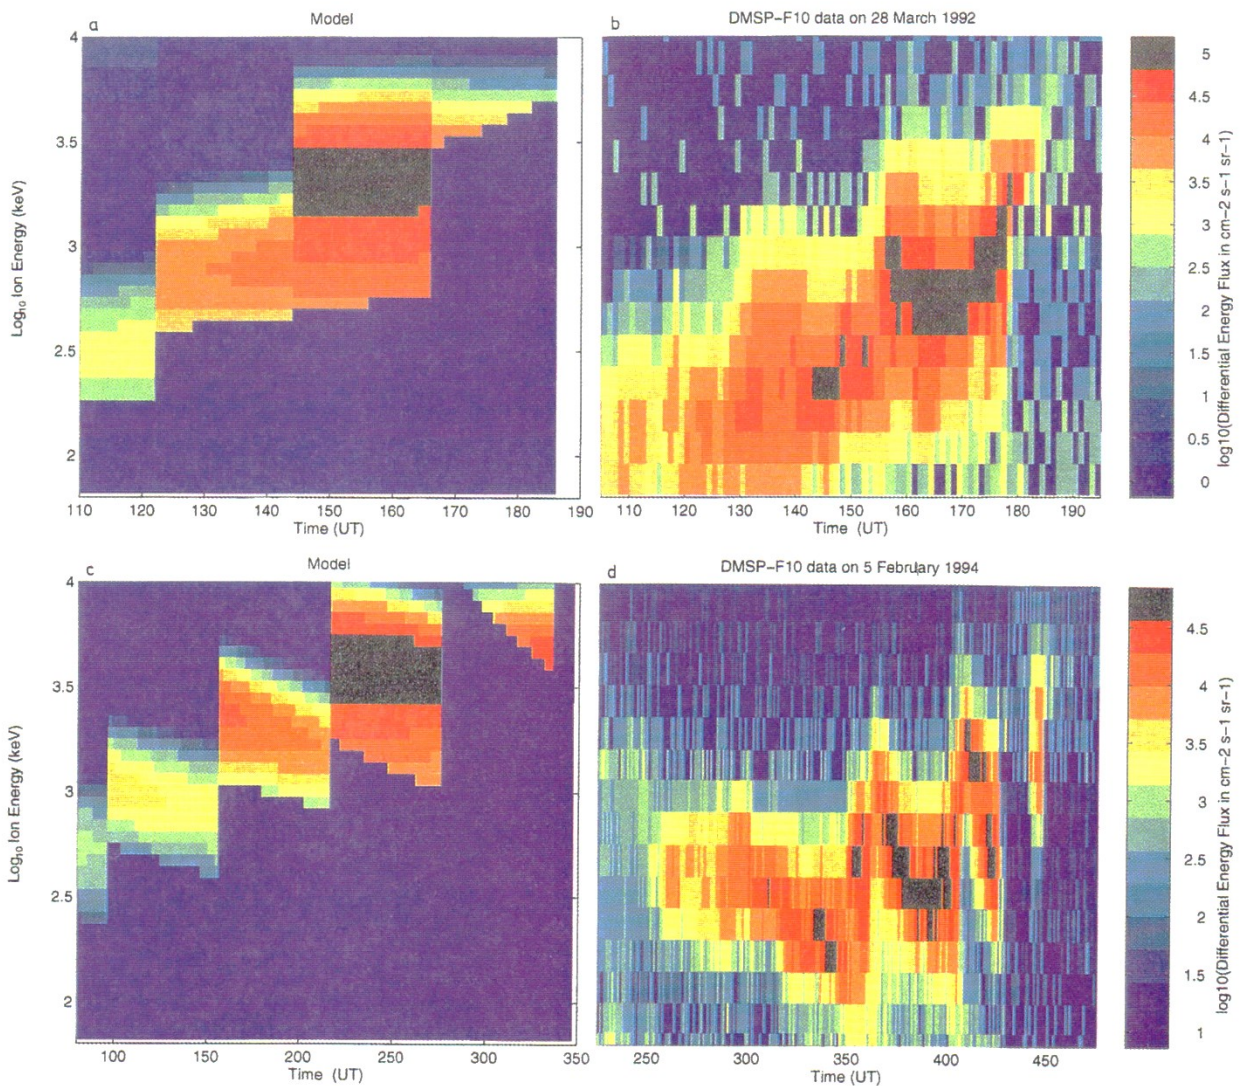 a
Model
b
DMSP-F10 data on 28 March 1992
4
3.5
3
2.5
2
Log10 Ion Energy (keV)
110 120 130 140 150 160 170 180 190
Time (UT)
110 120 130 140 150 160 170 180 190
Time (UT)
5
4.5
4
3.5
3
2.5
2
1.5
1
0.5
0
log10(Differential Energy Flux in cm-2 s-1 sr-1)
c
Model
d
DMSP-F10 data on 5 February 1994
4
3.5
3
2.5
2
Log10 Ion Energy (keV)
100 150 200 250 300 350
Time (UT)
250 300 350 400 450
Time (UT)
4.5
4
3.5
3
2.5
2
1.5
1
log10(Differential Energy Flux in cm-2 s-1 sr-1)